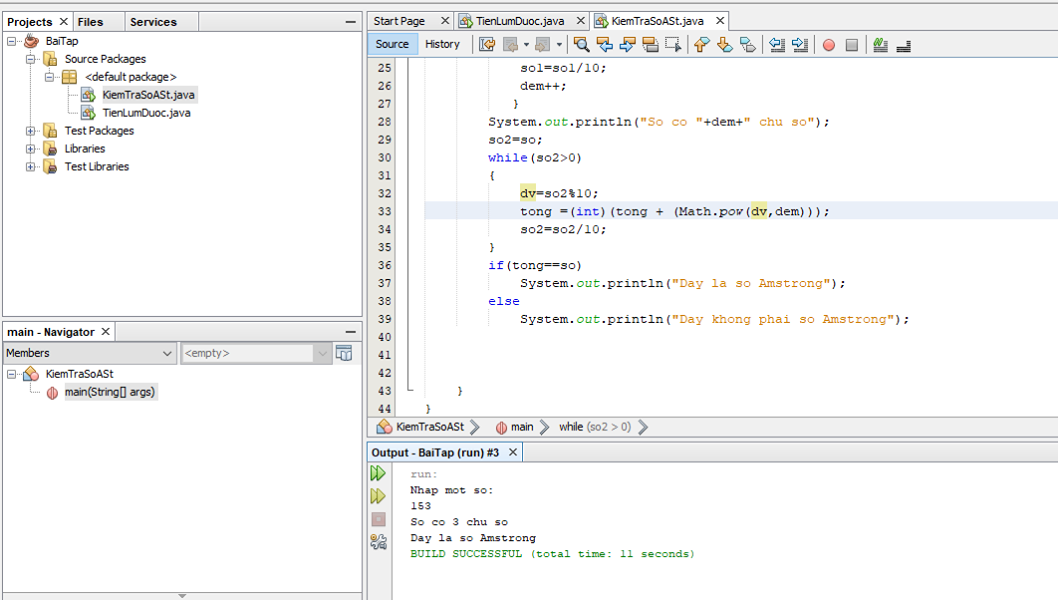 Projects Files Services
BaiTap
Source Packages
<default package>
KiemTraSoASt.java
TienLumDuoc.java
Test Packages
Libraries
Test Libraries
main - Navigator
Members <empty>
KiemTraSoASt
main(String[] args)
Start Page TienLumDuoc.java KiemTraSoASt.java
Source History
25 so1=so1/10;
26 dem++;
27 }
28 System.out.println("So co "+dem+" chu so");
29 so2=so;
30 while(so2>0)
31 {
32 dv=so2%10;
33 tong =(int)(tong + (Math.pow(dv,dem)));
34 so2=so2/10;
35 }
36 if(tong==so)
37 System.out.println("Day la so Amstrong");
38 else
39 System.out.println("Day khong phai so Amstrong");
40
41
42
43 }
44 }
KiemTraSoASt main while (so2 > 0)
Output - BaiTap (run) #3
run:
Nhap mot so:
153
So co 3 chu so
Day la so Amstrong
BUILD SUCCESSFUL (total time: 11 seconds)